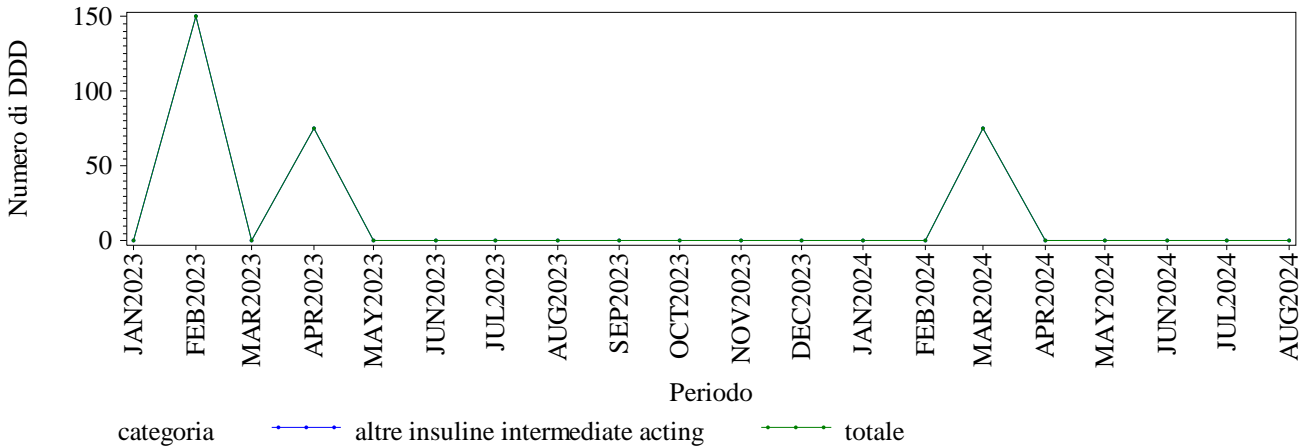 Numero di DDD
150
100
50
0
JAN2023
FEB2023
MAR2023
APR2023
MAY2023
JUN2023
JUL2023
AUG2023
SEP2023
OCT2023
NOV2023
DEC2023
JAN2024
FEB2024
MAR2024
APR2024
MAY2024
JUN2024
JUL2024
AUG2024
Periodo
categoria altre insuline intermediate acting totale